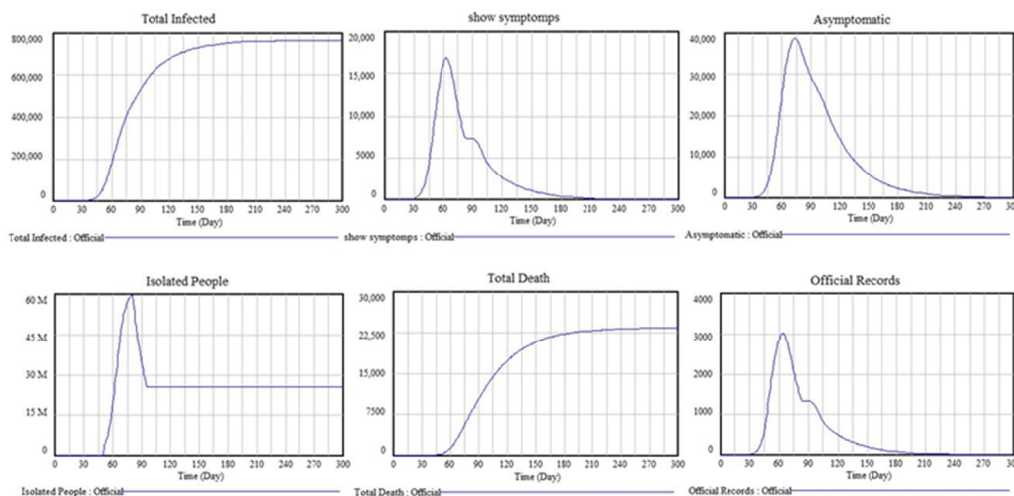 Total Infected
show symptomps
Asymptomatic
800,000
600,000
400,000
200,000
0
0 30 60 90 120 150 180 210 240 270 300
Time (Day)
Total Infected : Official
20,000
15,000
10,000
5000
0
0 30 60 90 120 150 180 210 240 270 300
Time (Day)
show symptomps : Official
40,000
30,000
20,000
10,000
0
0 30 60 90 120 150 180 210 240 270 300
Time (Day)
Asymptomatic : Official
Isolated People
Total Death
Official Records
60 M
45 M
30 M
15 M
0
0 30 60 90 120 150 180 210 240 270 300
Time (Day)
Isolated People : Official
30,000
22,500
15,000
7500
0
0 30 60 90 120 150 180 210 240 270 300
Time (Day)
Total Death : Official
4000
3000
2000
1000
0
0 30 60 90 120 150 180 210 240 270 300
Time (Day)
Official Records : Official